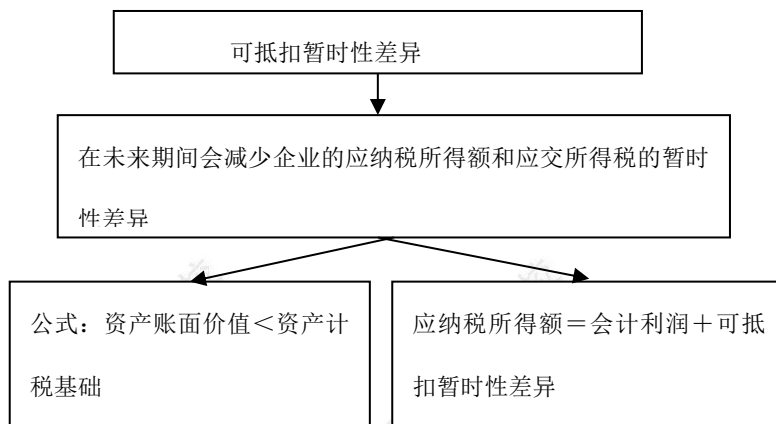 可抵扣暂时性差异
在未来期间会减少企业的应纳税所得额和应交所得税的暂时
性差异
公式：资产账面价值＜资产计
税基础
应纳税所得额＝会计利润＋可抵
扣暂时性差异